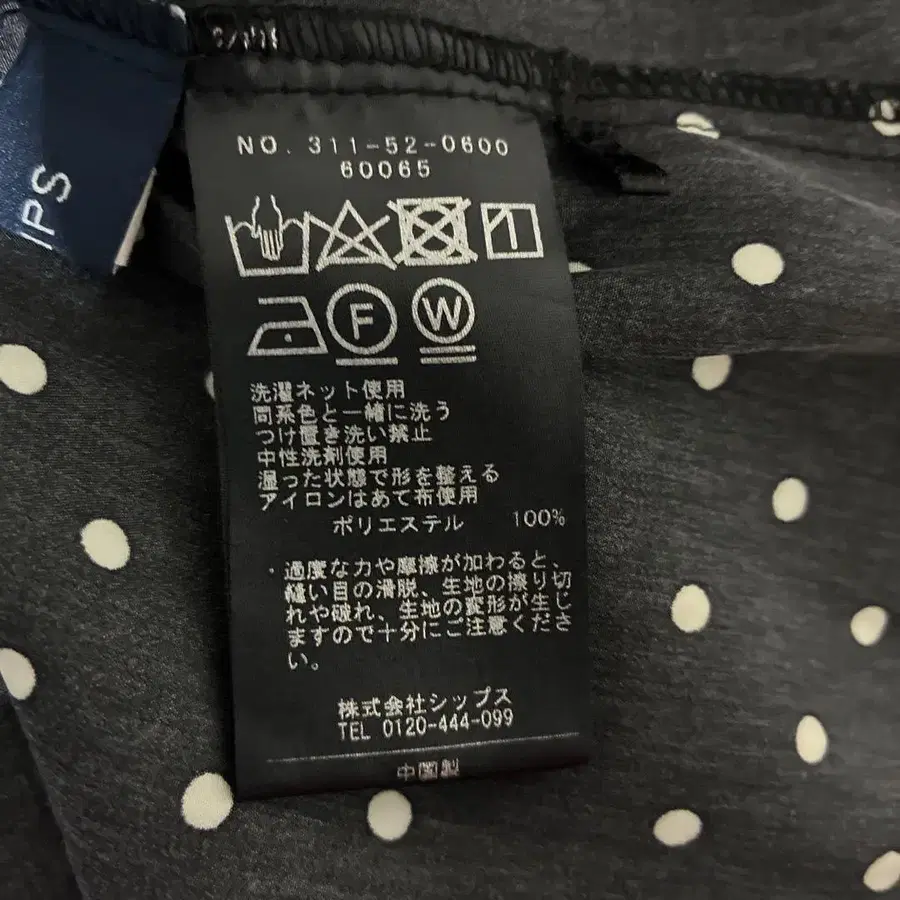 IPS
NO. 311-52-0600
60065
F
W
洗濯ネット使用
同系色と一緒に洗う
つけ置き洗い禁止
中性洗剤使用
湿った状態で形を整える
アイロンはあて布使用
ポリエステル 100%
・過度な力や摩擦が加わると、
縫い目の滑脱、生地の擦り切
れや破れ、生地の変形が生じ
ますので十分にご注意くださ
い。
株式会社シップス
TEL 0120-444-099
中国製